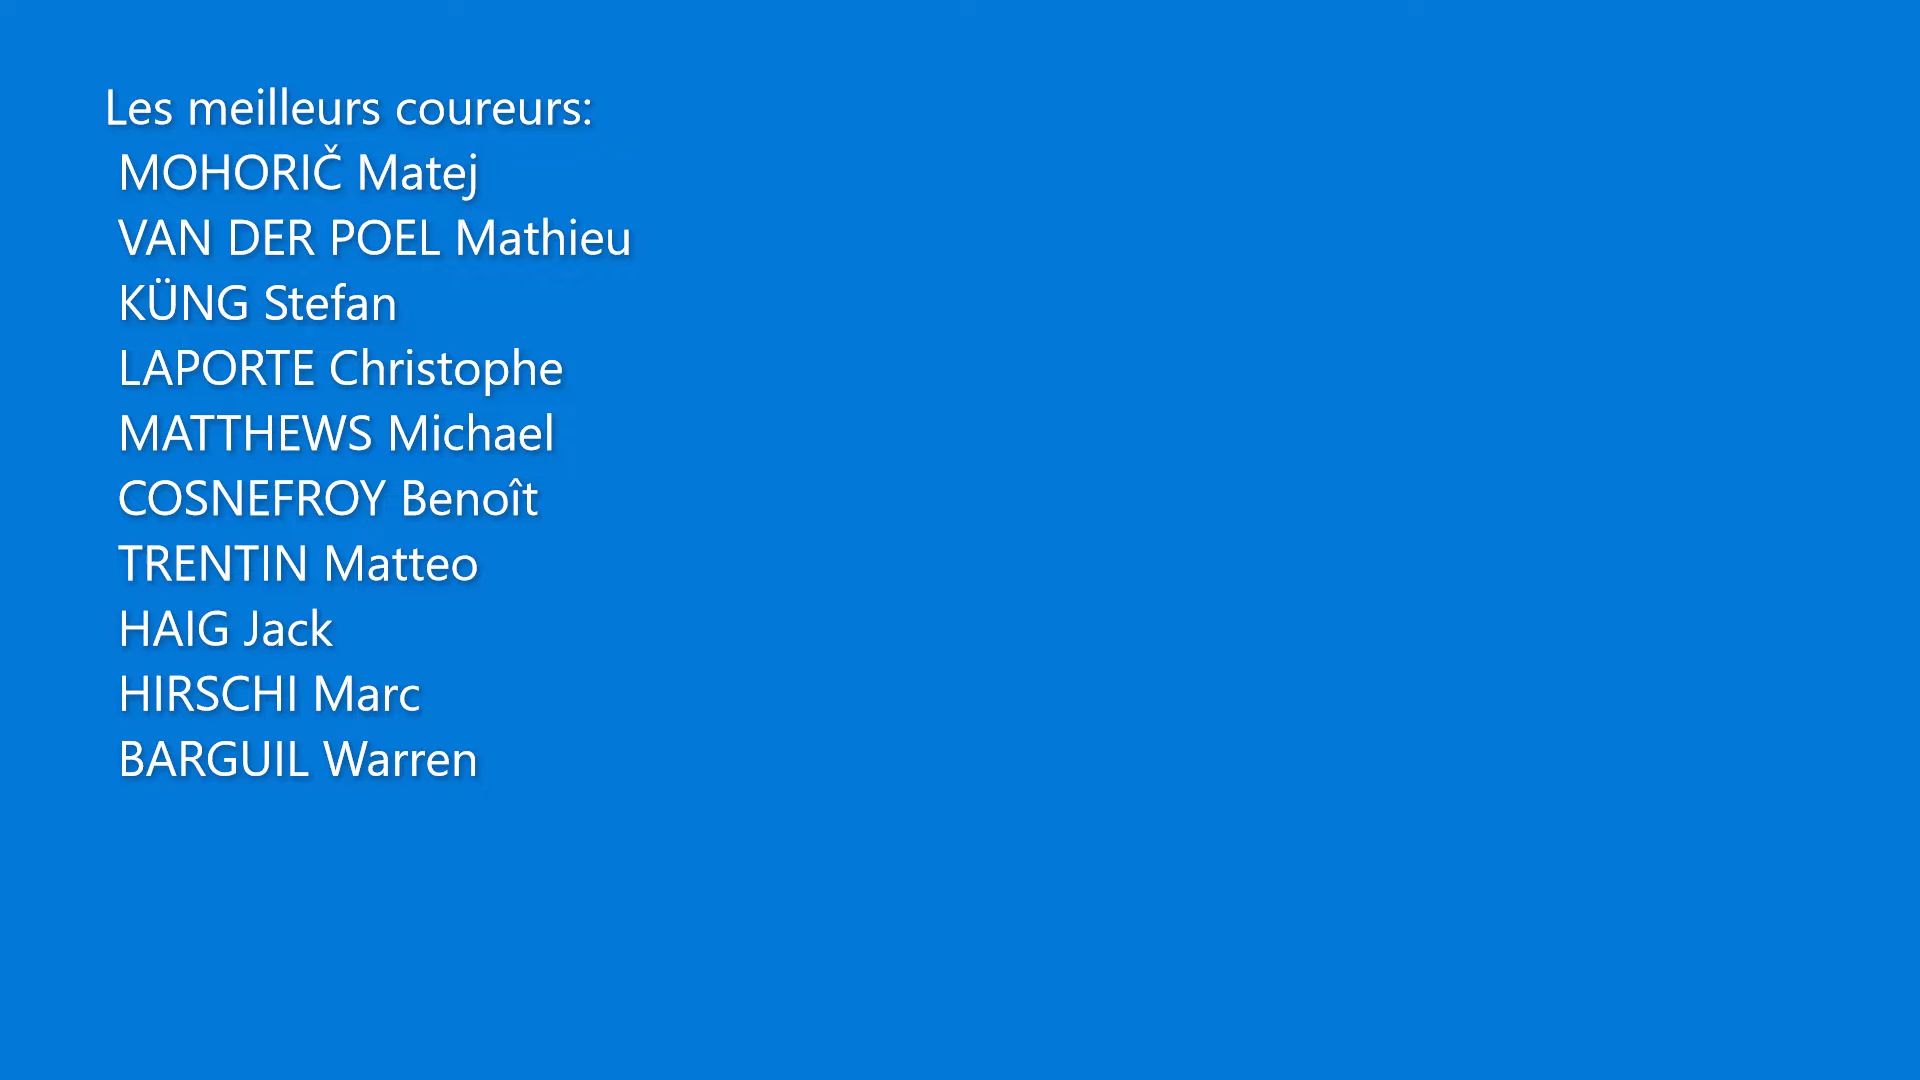 Les meilleurs coureurs:
MOHORIČ Matej
VAN DER POEL Mathieu
KÜNG Stefan
LAPORTE Christophe
MATTHEWS Michael
COSNEFROY Benoît
TRENTIN Matteo
HAIG Jack
HIRSCHI Marc
BARGUIL Warren